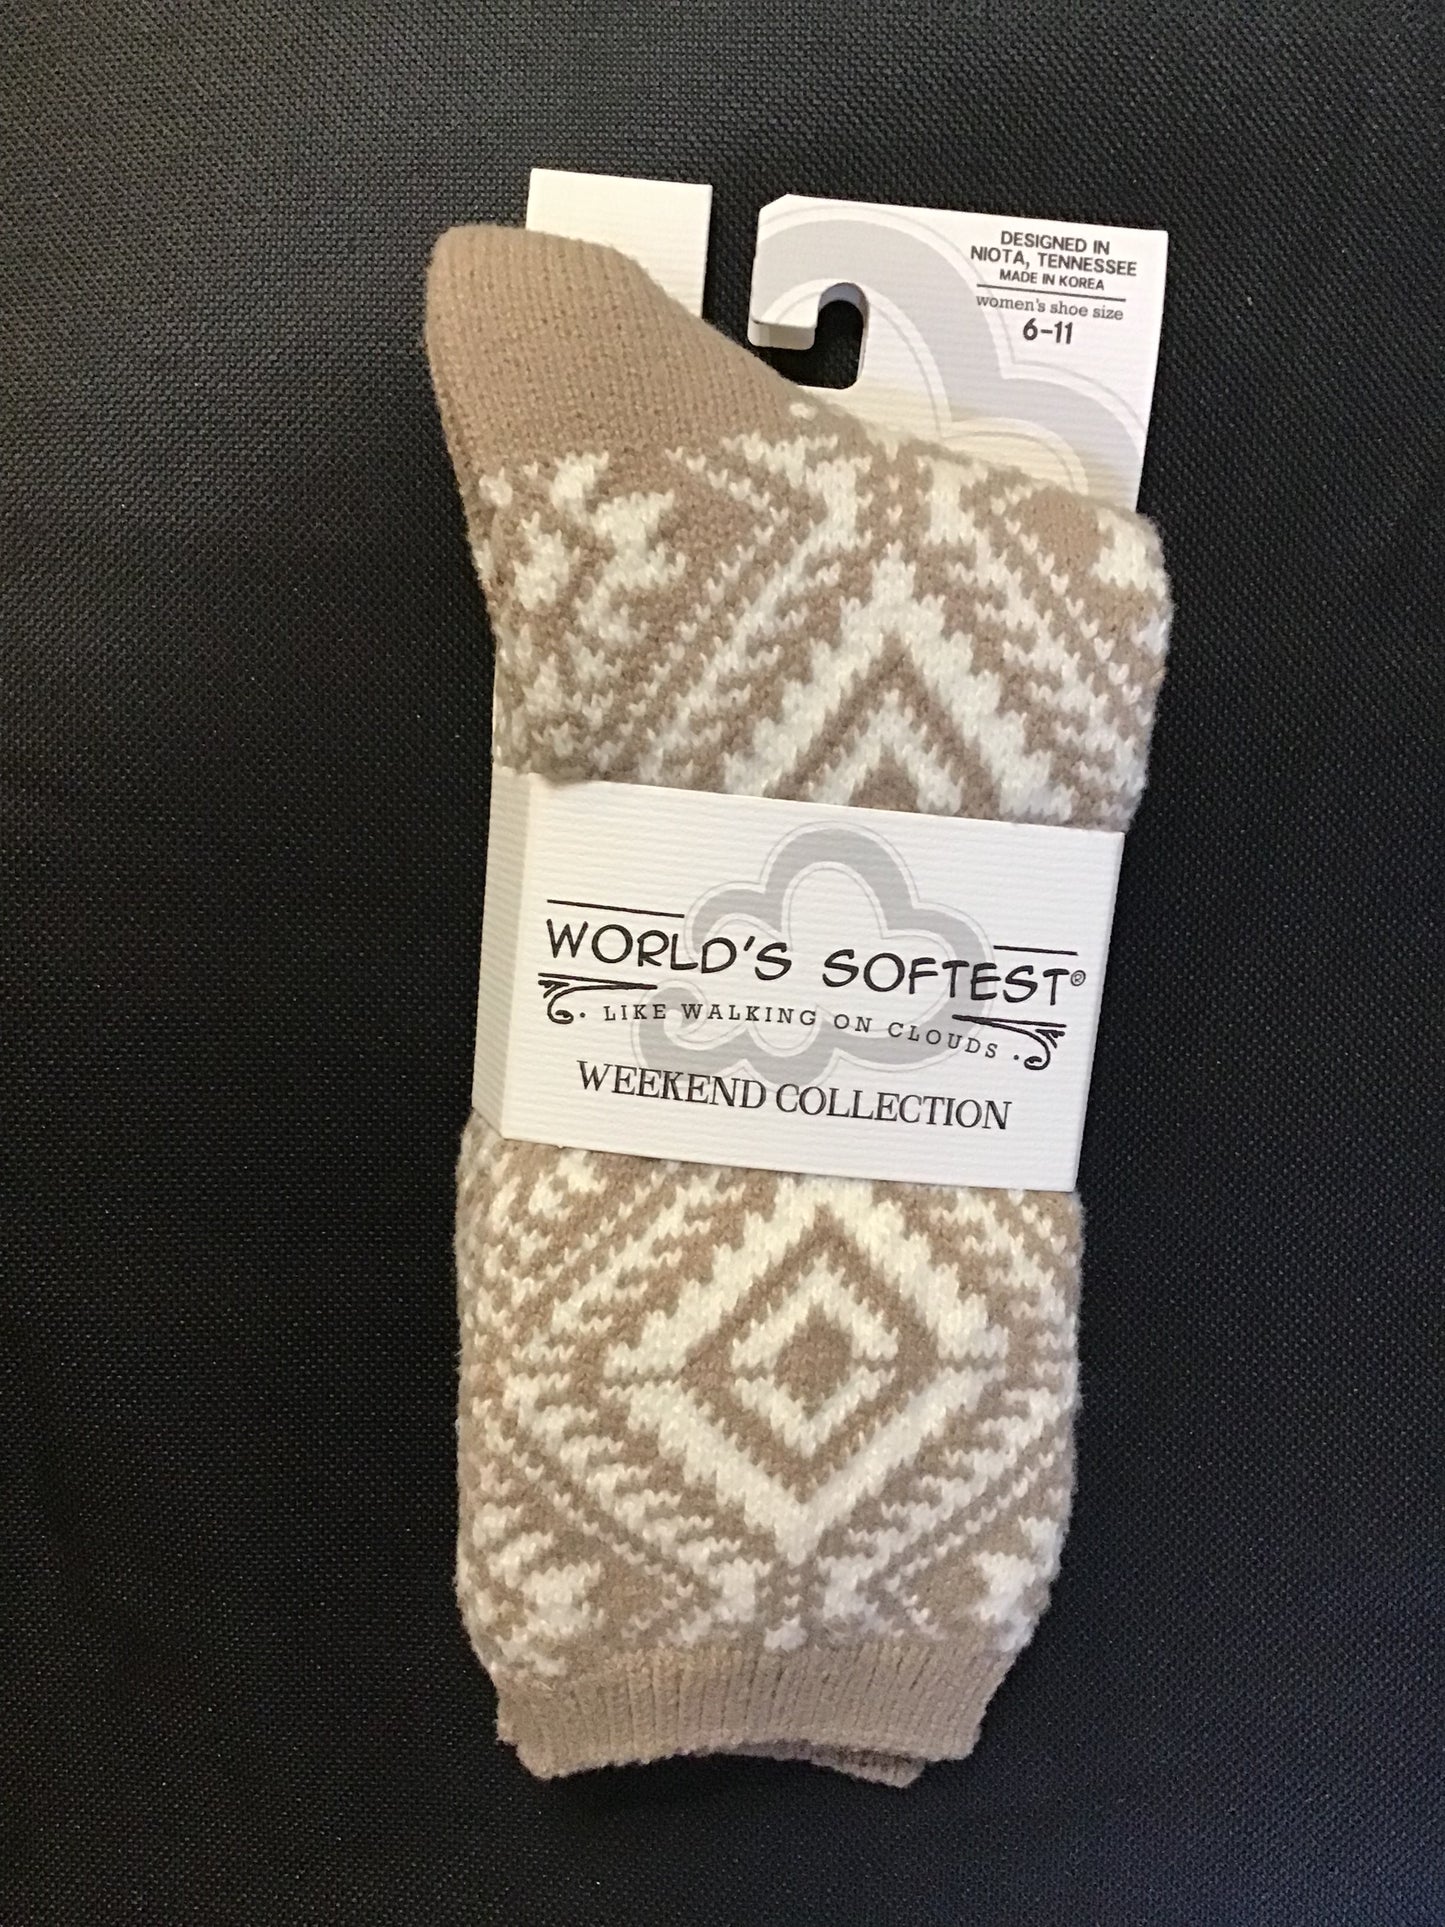 DESIGNED IN
NIOTA, TENNESSEE
MADE IN KOREA
women's shoe size
6-11
WORLD'S SOFTEST®
· LIKE WALKING ON CLOUDS ·
WEEKEND COLLECTION